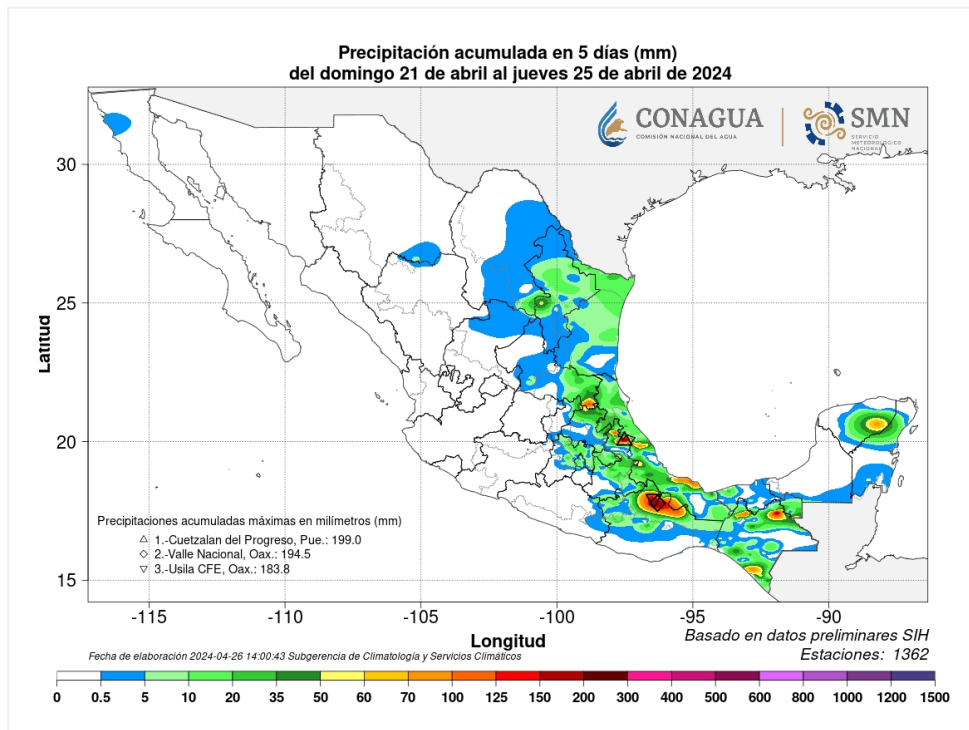 Precipitación acumulada en 5 días (mm)
del domingo 21 de abril al jueves 25 de abril de 2024
CONAGUA
COMISIÓN NACIONAL DEL AGUA
SMN
SERVICIO
METEOROLÓGICO
NACIONAL
30
25
20
15
Latitud
Precipitaciones acumuladas máximas en milímetros (mm)
1.-Cuetzalan del Progreso, Pue.: 199.0
2.-Valle Nacional, Oax.: 194.5
3.-Usila CFE, Oax.: 183.8
-115 -110 -105 -100 -95 -90
Longitud
Basado en datos preliminares SIH
Estaciones: 1362
Fecha de elaboración 2024-04-26 14:00:43 Subgerencia de Climatología y Servicios Climáticos
0 0.5 5 10 20 35 50 60 70 100 125 150 200 300 400 500 600 800 1000 1200 1500